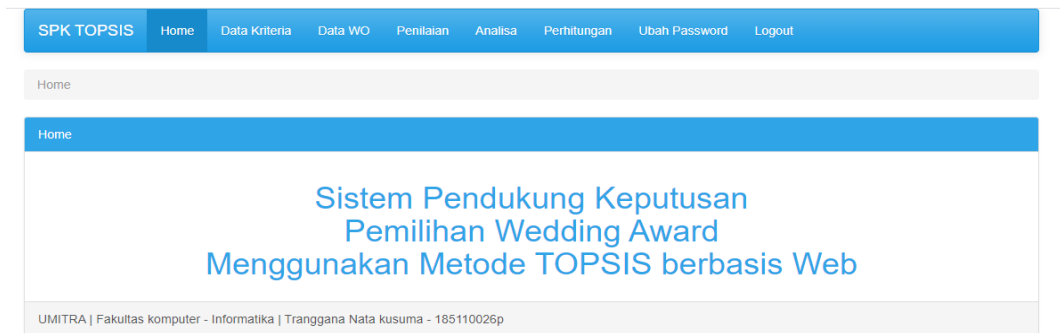 SPK TOPSIS Home Data Kriteria Data WO Penilaian Analisa Perhitungan Ubah Password Logout
Home
Home
Sistem Pendukung Keputusan
Pemilihan Wedding Award
Menggunakan Metode TOPSIS berbasis Web
UMITRA | Fakultas komputer - Informatika | Tranggana Nata kusuma - 185110026p